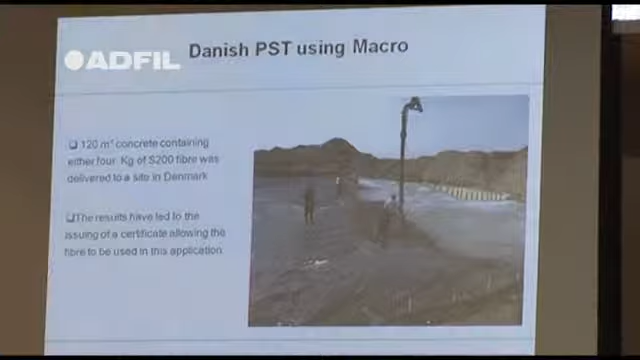 ADFIL
Danish PST using Macro
120 m³ concrete containing
either four Kg of S200 fibre was
delivered to a site in Denmark
The results have led to the
issuing of a certificate allowing the
fibre to be used in this application